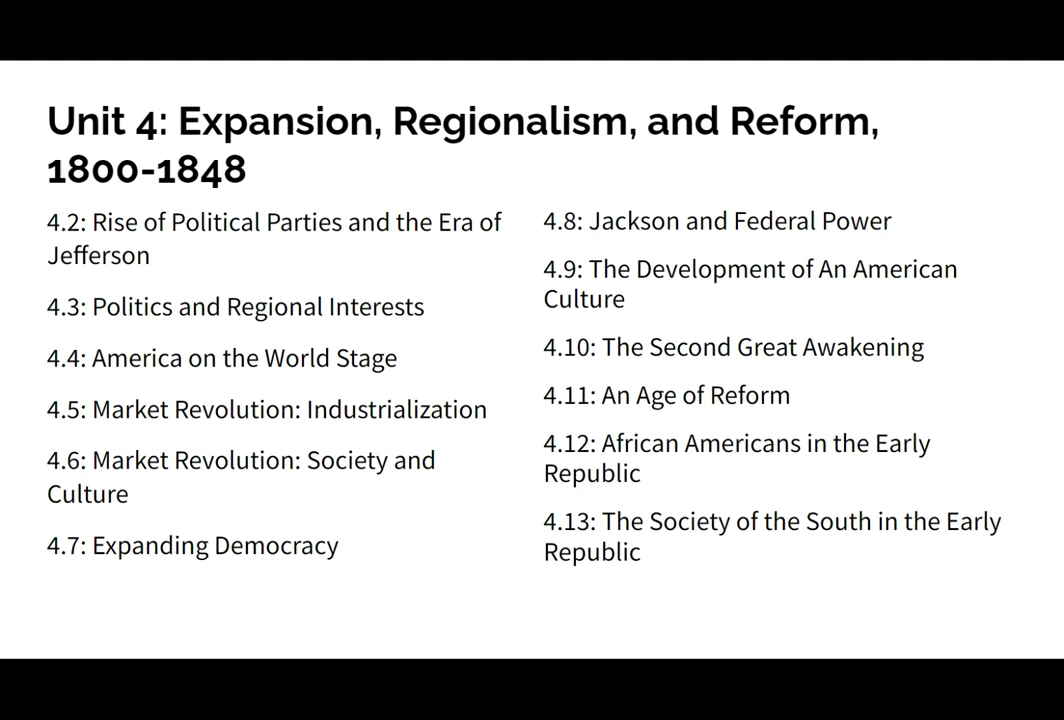 Unit 4: Expansion, Regionalism, and Reform,
1800-1848
4.2: Rise of Political Parties and the Era of
Jefferson
4.3: Politics and Regional Interests
4.4: America on the World Stage
4.5: Market Revolution: Industrialization
4.6: Market Revolution: Society and
Culture
4.7: Expanding Democracy
4.8: Jackson and Federal Power
4.9: The Development of An American
Culture
4.10: The Second Great Awakening
4.11: An Age of Reform
4.12: African Americans in the Early
Republic
4.13: The Society of the South in the Early
Republic